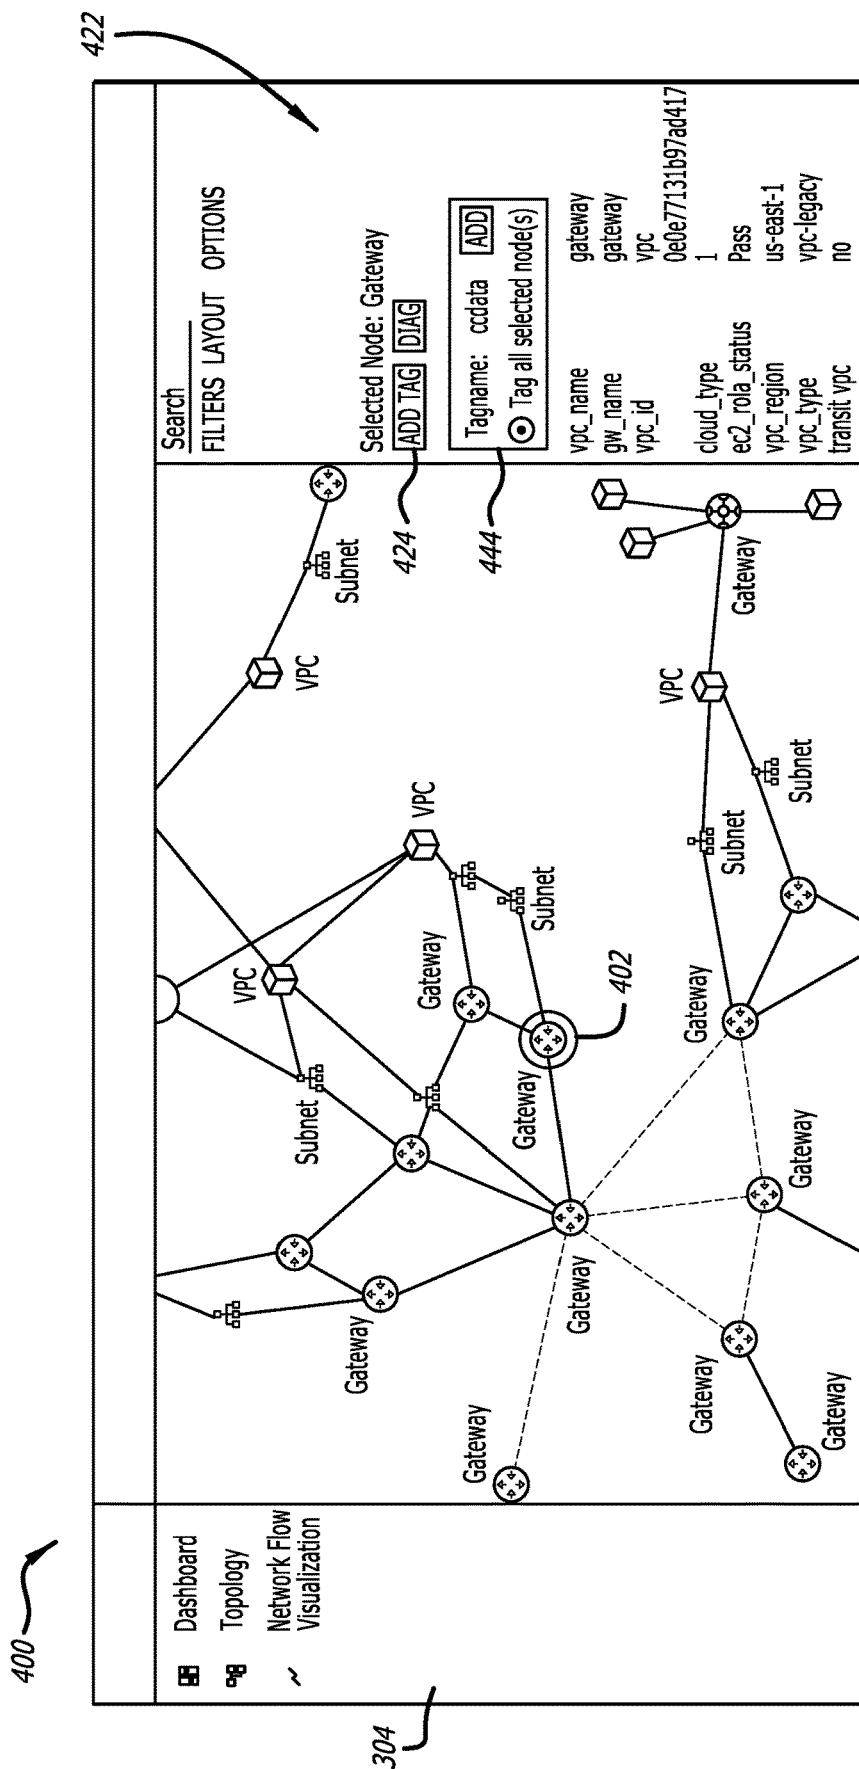 400
422
Dashboard
Topology
Network Flow
Visualization
304
Search
FILTERS LAYOUT OPTIONS
Selected Node: Gateway
ADD TAG DIAG
424
Tagname: ccdata ADD
Tag all selected node(s)
444
vpc_name gateway
gw_name gateway
vpc_id vpc
0e0e77131b97ad417
cloud_type 1
ec2_rola_status Pass
vpc_region us-east-1
vpc_type vpc-legacy
transit vpc no
Subnet
VPC
VPC
VPC
Subnet
Gateway
Subnet
Gateway
402
Gateway
Gateway
Gateway
VPC
Gateway
Subnet
Subnet
Gateway
Gateway
Gateway
Gateway